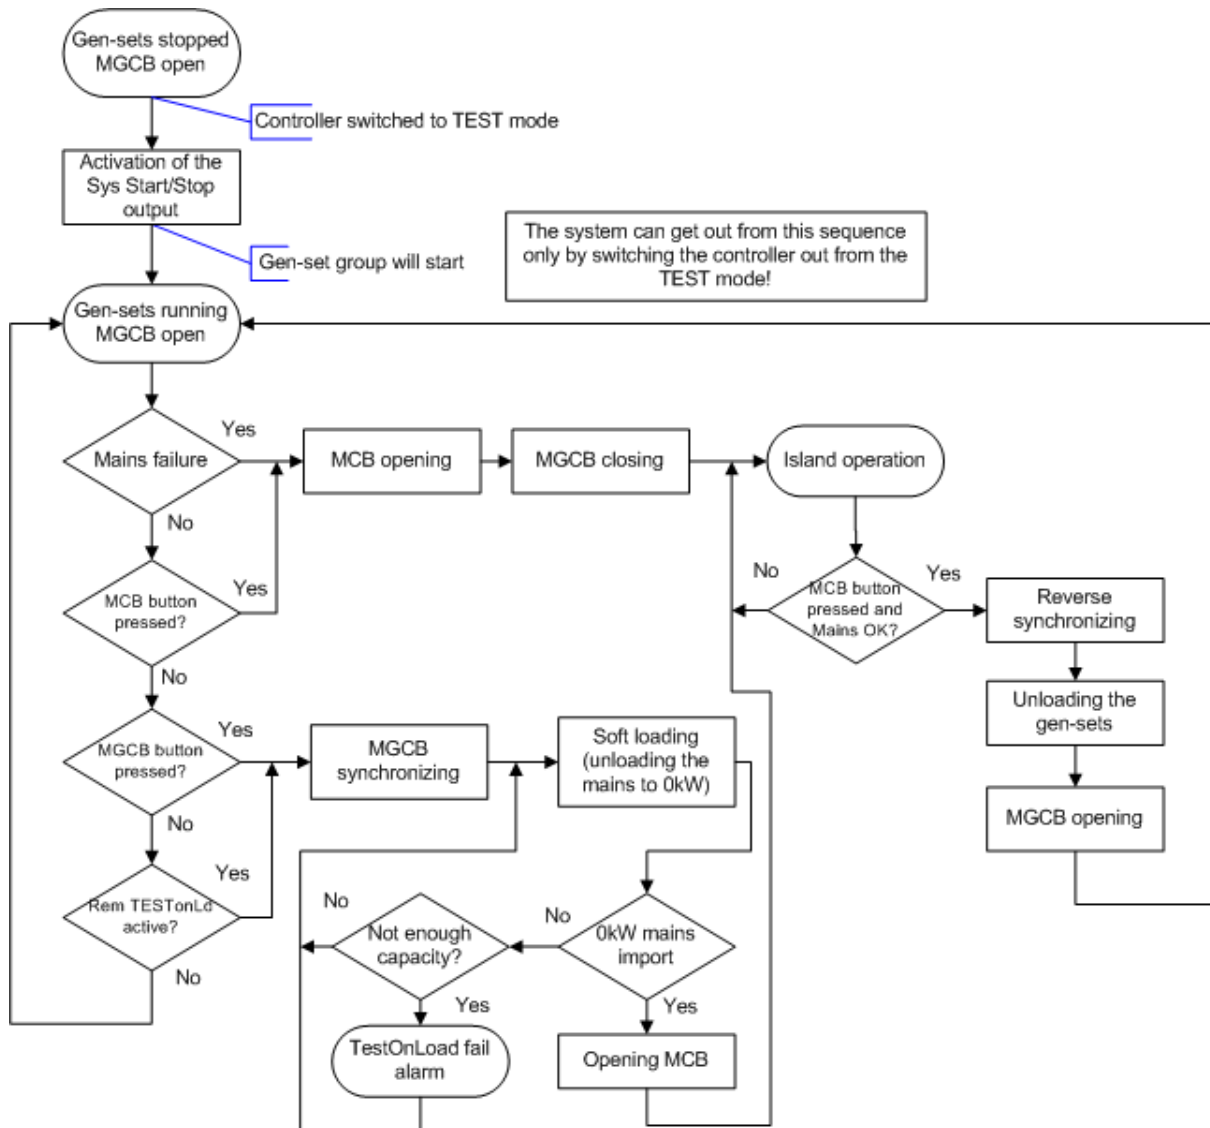 Gen-sets stopped
MGCB open
Controller switched to TEST mode
Activation of the
Sys Start/Stop
output
The system can get out from this sequence
only by switching the controller out from the
TEST mode!
Gen-set group will start
Gen-sets running
MGCB open
Yes
Mains failure
MCB opening
MGCB closing
Island operation
No
Yes
MCB button
pressed?
No
MCB button
pressed and
Mains OK?
Yes
Reverse
synchronizing
No
Unloading the
gen-sets
MGCB button
pressed?
Yes
MGCB
synchronizing
Soft loading
(unloading the
mains to 0kW)
MGCB opening
No
Rem TESTonLd
active?
Yes
No
No
Not enough
capacity?
No
0kW mains
import
Yes
Yes
TestOnLoad fail
alarm
Opening MCB